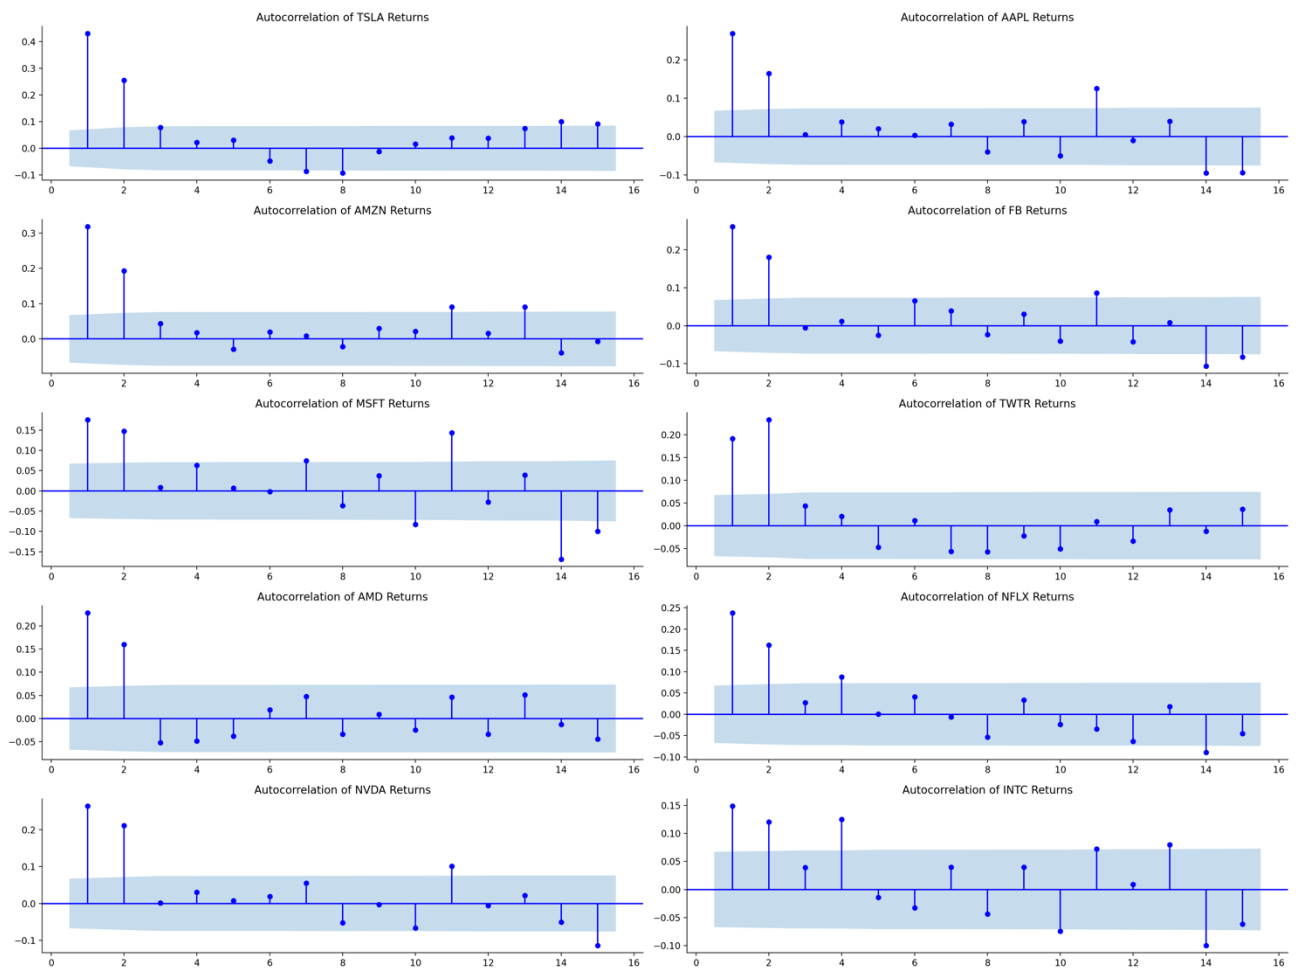 Autocorrelation of TSLA Returns
0.4
0.3
0.2
0.1
0.0
−0.1
0 2 4 6 8 10 12 14 16
Autocorrelation of AAPL Returns
0.2
0.1
0.0
−0.1
0 2 4 6 8 10 12 14 16
Autocorrelation of AMZN Returns
0.3
0.2
0.1
0.0
0 2 4 6 8 10 12 14 16
Autocorrelation of FB Returns
0.2
0.1
0.0
−0.1
0 2 4 6 8 10 12 14 16
Autocorrelation of MSFT Returns
0.15
0.10
0.05
0.00
−0.05
−0.10
−0.15
0 2 4 6 8 10 12 14 16
Autocorrelation of TWTR Returns
0.20
0.15
0.10
0.05
0.00
−0.05
0 2 4 6 8 10 12 14 16
Autocorrelation of AMD Returns
0.20
0.15
0.10
0.05
0.00
−0.05
0 2 4 6 8 10 12 14 16
Autocorrelation of NFLX Returns
0.25
0.20
0.15
0.10
0.05
0.00
−0.05
−0.10
0 2 4 6 8 10 12 14 16
Autocorrelation of NVDA Returns
0.2
0.1
0.0
−0.1
0 2 4 6 8 10 12 14 16
Autocorrelation of INTC Returns
0.15
0.10
0.05
0.00
−0.05
−0.10
0 2 4 6 8 10 12 14 16